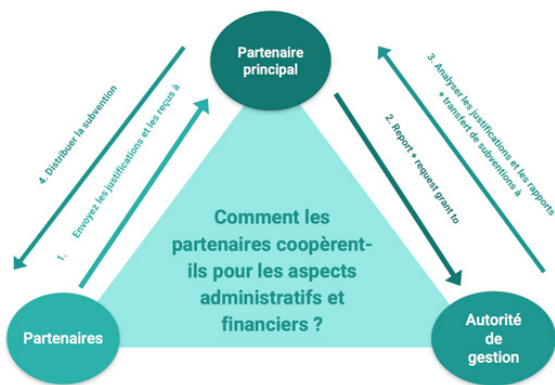 Partenaire
principal
4. Distribuer la subvention
1. Envoyez les justifications et les reçus à
2. Report + request grant to
3. Analyser les justifications et les rapports
+ transfert de subventions à
Comment les
partenaires coopèrent-
ils pour les aspects
administratifs et
financiers ?
Partenaires
Autorité
de
gestion